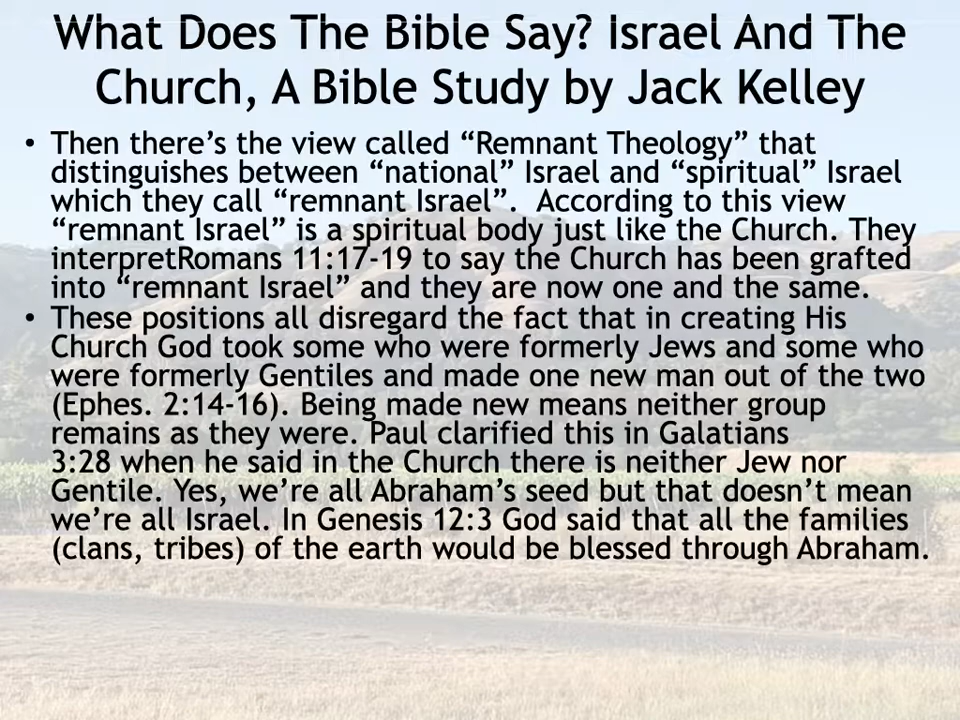 What Does The Bible Say? Israel And The
Church, A Bible Study by Jack Kelley
• Then there’s the view called “Remnant Theology” that
distinguishes between “national” Israel and “spiritual” Israel
which they call “remnant Israel”.  According to this view
“remnant Israel” is a spiritual body just like the Church. They
interpretRomans 11:17-19 to say the Church has been grafted
into “remnant Israel” and they are now one and the same.
• These positions all disregard the fact that in creating His
Church God took some who were formerly Jews and some who
were formerly Gentiles and made one new man out of the two
(Ephes. 2:14-16). Being made new means neither group
remains as they were. Paul clarified this in Galatians
3:28 when he said in the Church there is neither Jew nor
Gentile. Yes, we’re all Abraham’s seed but that doesn’t mean
we’re all Israel. In Genesis 12:3 God said that all the families
(clans, tribes) of the earth would be blessed through Abraham.